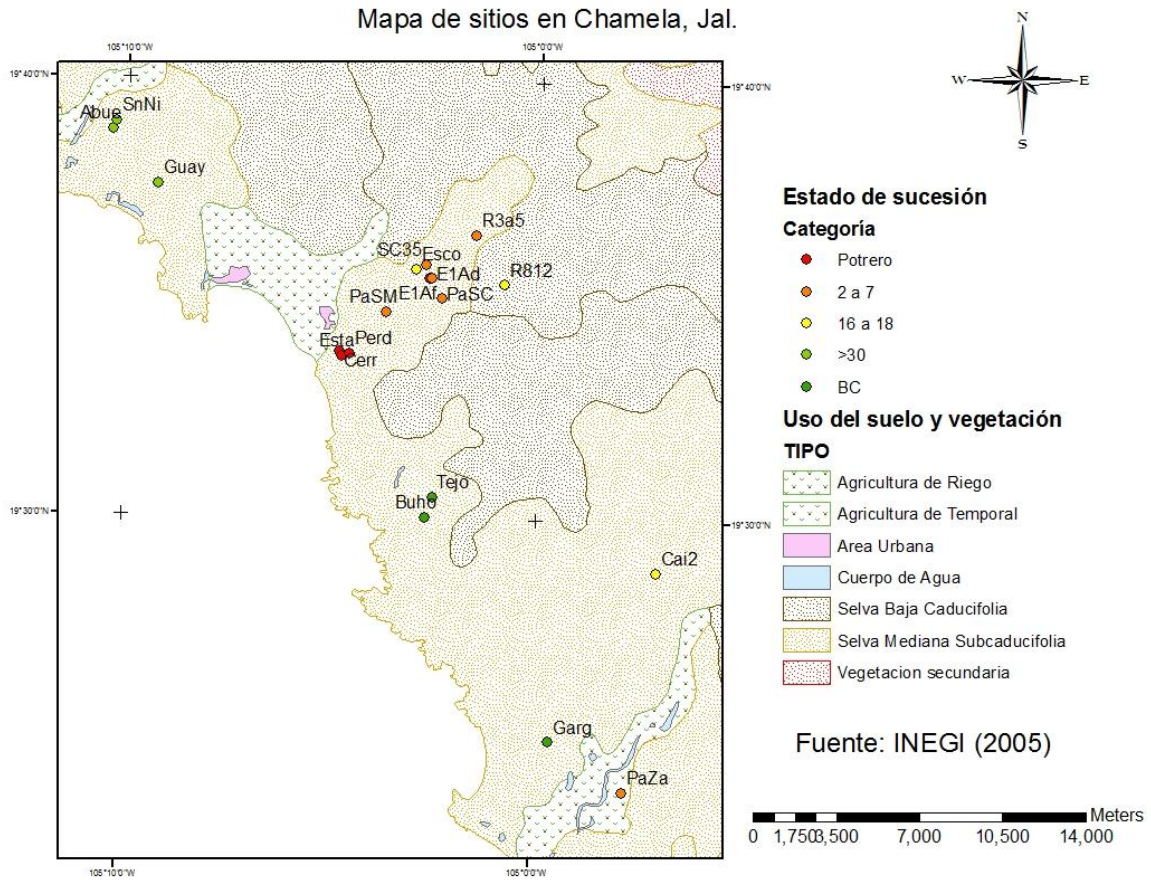 Mapa de sitios en Chamela, Jal.
105°10'0"W
105°0'0"W
19°40'0"N
19°40'0"N
N
W
E
S
SnNi
Abue
Guay
R3a5
SC35
Esco
E1Ad
R812
E1Af
PaSC
PaSM
Esta
Perd
Cerr
Tejo
Buho
19°30'0"N
19°30'0"N
Cai2
Garg
PaZa
105°10'0"W
105°0'0"W
Estado de sucesión
Categoría
Potrero
2 a 7
16 a 18
>30
BC
Uso del suelo y vegetación
TIPO
Agricultura de Riego
Agricultura de Temporal
Area Urbana
Cuerpo de Agua
Selva Baja Caducifolia
Selva Mediana Subcaducifolia
Vegetacion secundaria
Fuente: INEGI (2005)
Meters
0 1,750 3,500 7,000 10,500 14,000